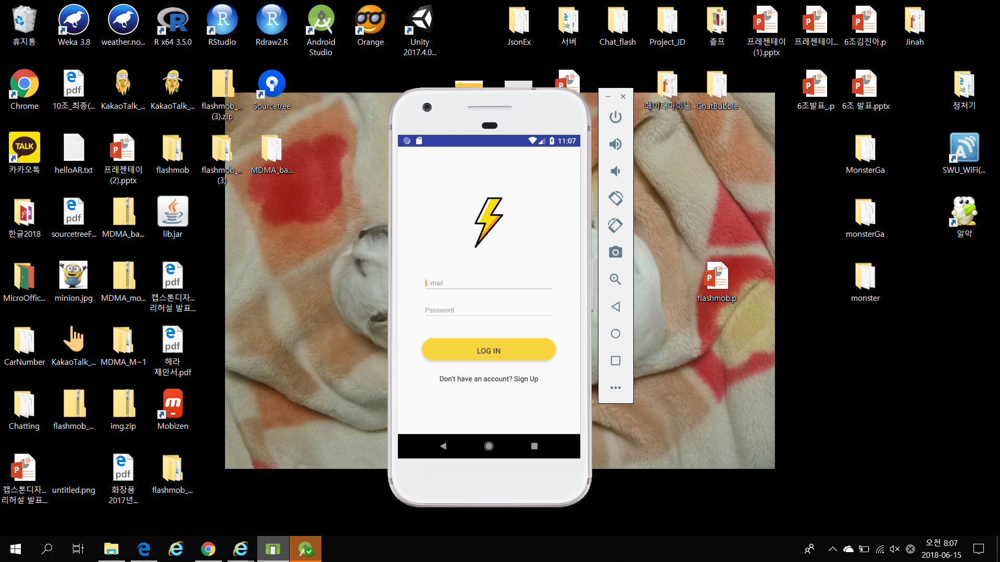 휴지통
Weka 3.8
weather.no...
R x64 3.5.0
RStudio
Rdraw2.R
Android
Studio
Orange
Unity
2017.4.0...
JsonEx
서버
Chat_flash
Project_JD
졸프
프레젠테이
(1).pptx
프레젠테이...
6조김진아.p
Jinah
Chrome
10조_최종(...
KakaoTalk_...
KakaoTalk_...
flashmob_...
(3).zip
Sourcetree
데이터마이닝
ChatBubble
6조발표_.p
6조 발표.pptx
정처기
TALK
카카오톡
helloAR.txt
프레젠테이
(2).pptx
flashmob
flashmob_...
(3)
MDMA_ba...
MonsterGa
SWU_WiFi(...
11:07
한글2018
sourcetreeF...
MDMA_ba...
lib.jar
monsterGa
알약
MicroOffic...
minion.jpg
MDMA_mo...
캡스톤디자...
리허설 발표...
E-mail
Password
LOG IN
Don't have an account? Sign Up
flashmob.p
monster
CarNumber
KakaoTalk_...
MDMA_M~1
헤라
제안서.pdf
Chatting
flashmob_...
img.zip
Mobizen
캡스톤디자...
리허설 발표...
untitled.png
화장품
2017년...
flashmob_...
오전 8:07
2018-06-15